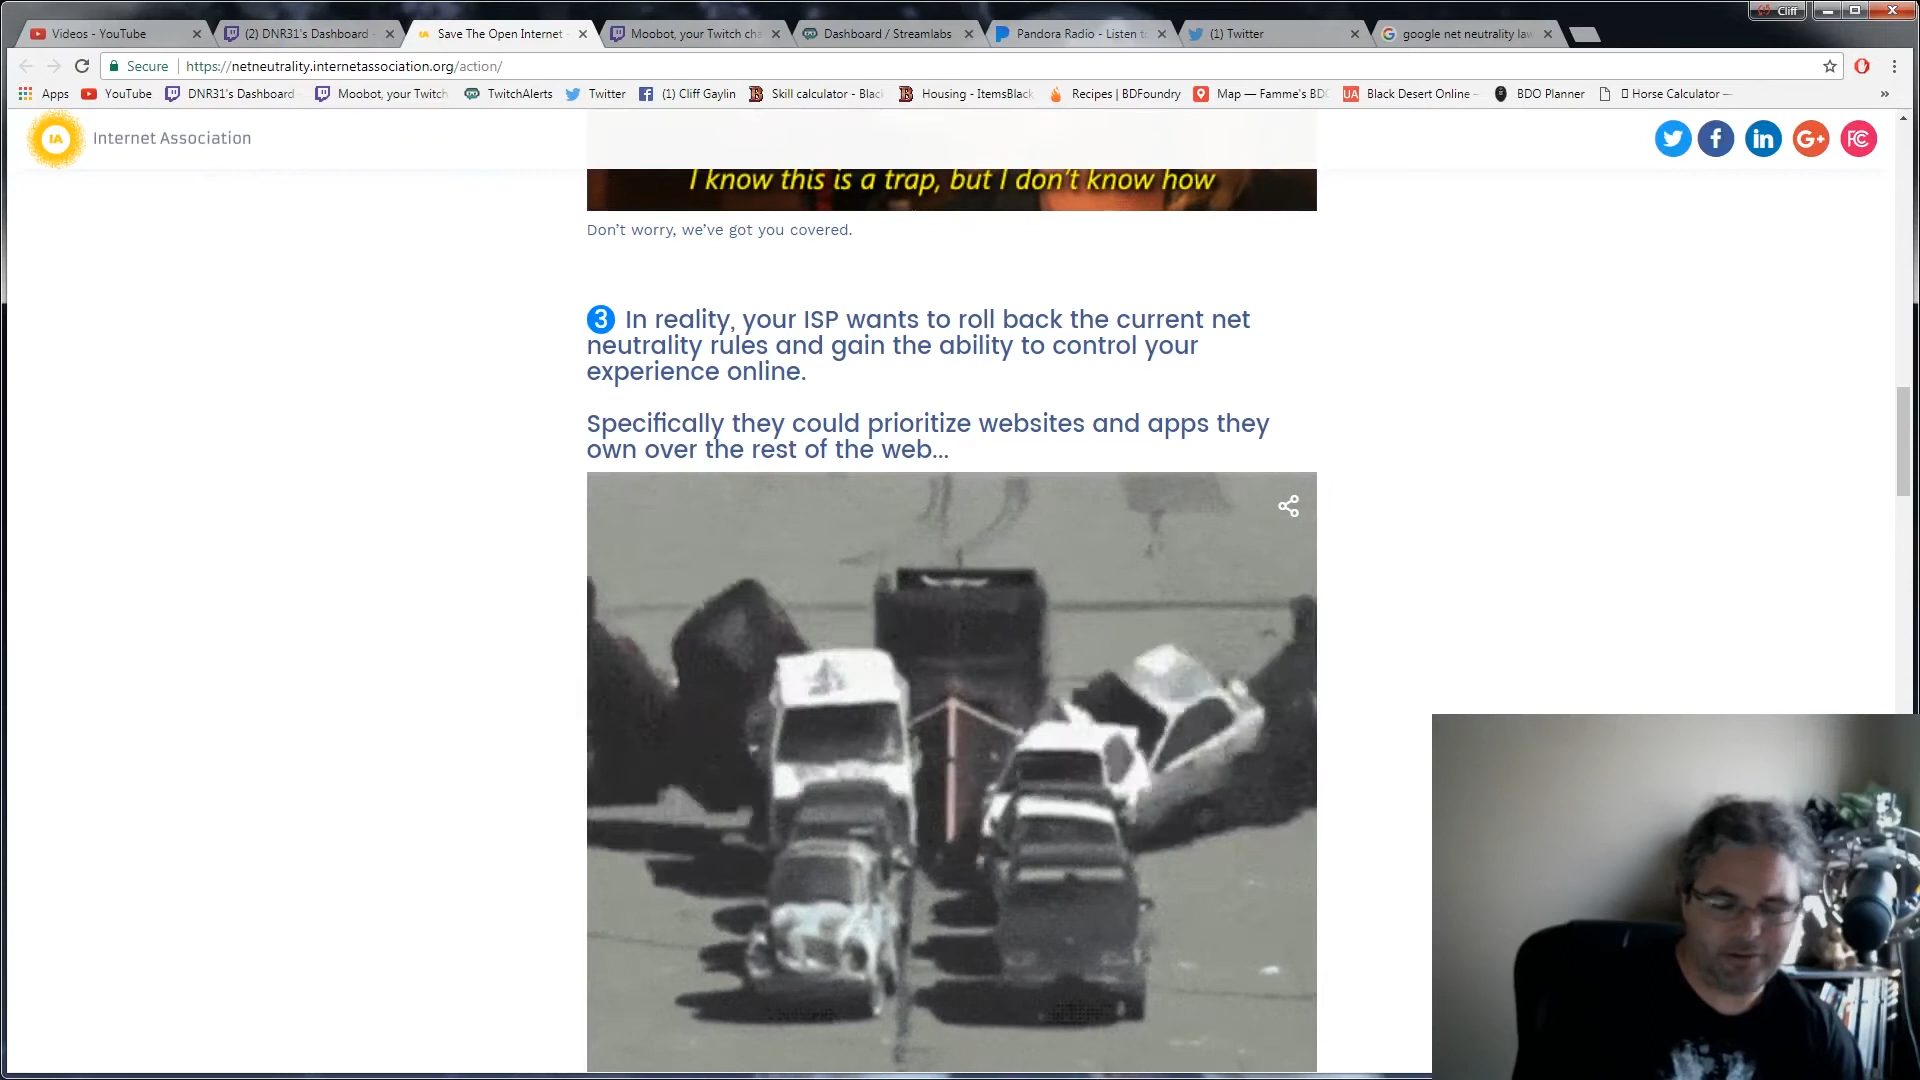 Cliff
Videos - YouTube
(2) DNR31's Dashboard -
Save The Open Internet -
Moobot, your Twitch cha
Dashboard / Streamlabs
Pandora Radio - Listen to
(1) Twitter
google net neutrality law
Secure
https://netneutrality.internetassociation.org/action/
Apps
YouTube
DNR31's Dashboard
Moobot, your Twitch
TwitchAlerts
Twitter
(1) Cliff Gaylin
Skill calculator - Blac
Housing - ItemsBlack
Recipes | BDFoundry
Map — Famme's BD
UA
Black Desert Online -
BDO Planner
Horse Calculator —
»
IA
Internet Association
in
G+
FC
I know this is a trap, but I don't know how
Don't worry, we've got you covered.
3 In reality, your ISP wants to roll back the current net
neutrality rules and gain the ability to control your
experience online.
Specifically they could prioritize websites and apps they
own over the rest of the web...